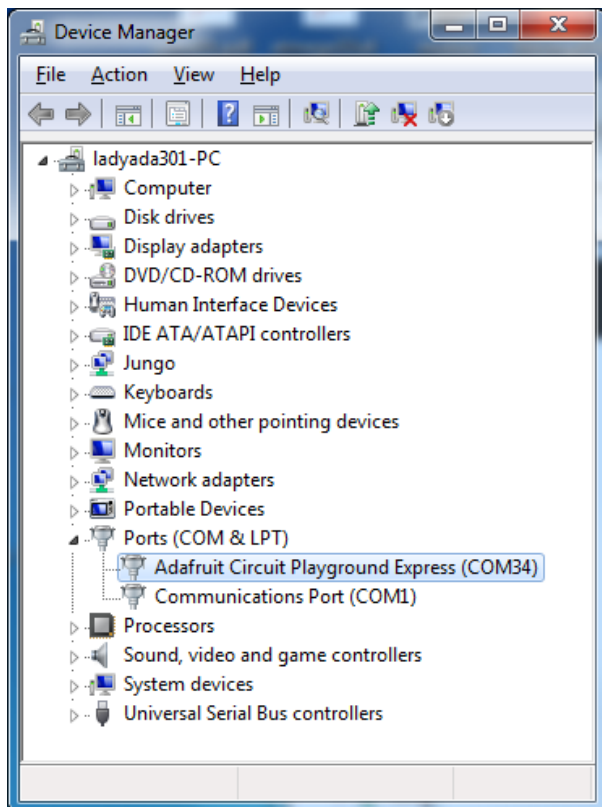 Device Manager
File Action View Help
ladyada301-PC
Computer
Disk drives
Display adapters
DVD/CD-ROM drives
Human Interface Devices
IDE ATA/ATAPI controllers
Jungo
Keyboards
Mice and other pointing devices
Monitors
Network adapters
Portable Devices
Ports (COM & LPT)
Adafruit Circuit Playground Express (COM34)
Communications Port (COM1)
Processors
Sound, video and game controllers
System devices
Universal Serial Bus controllers